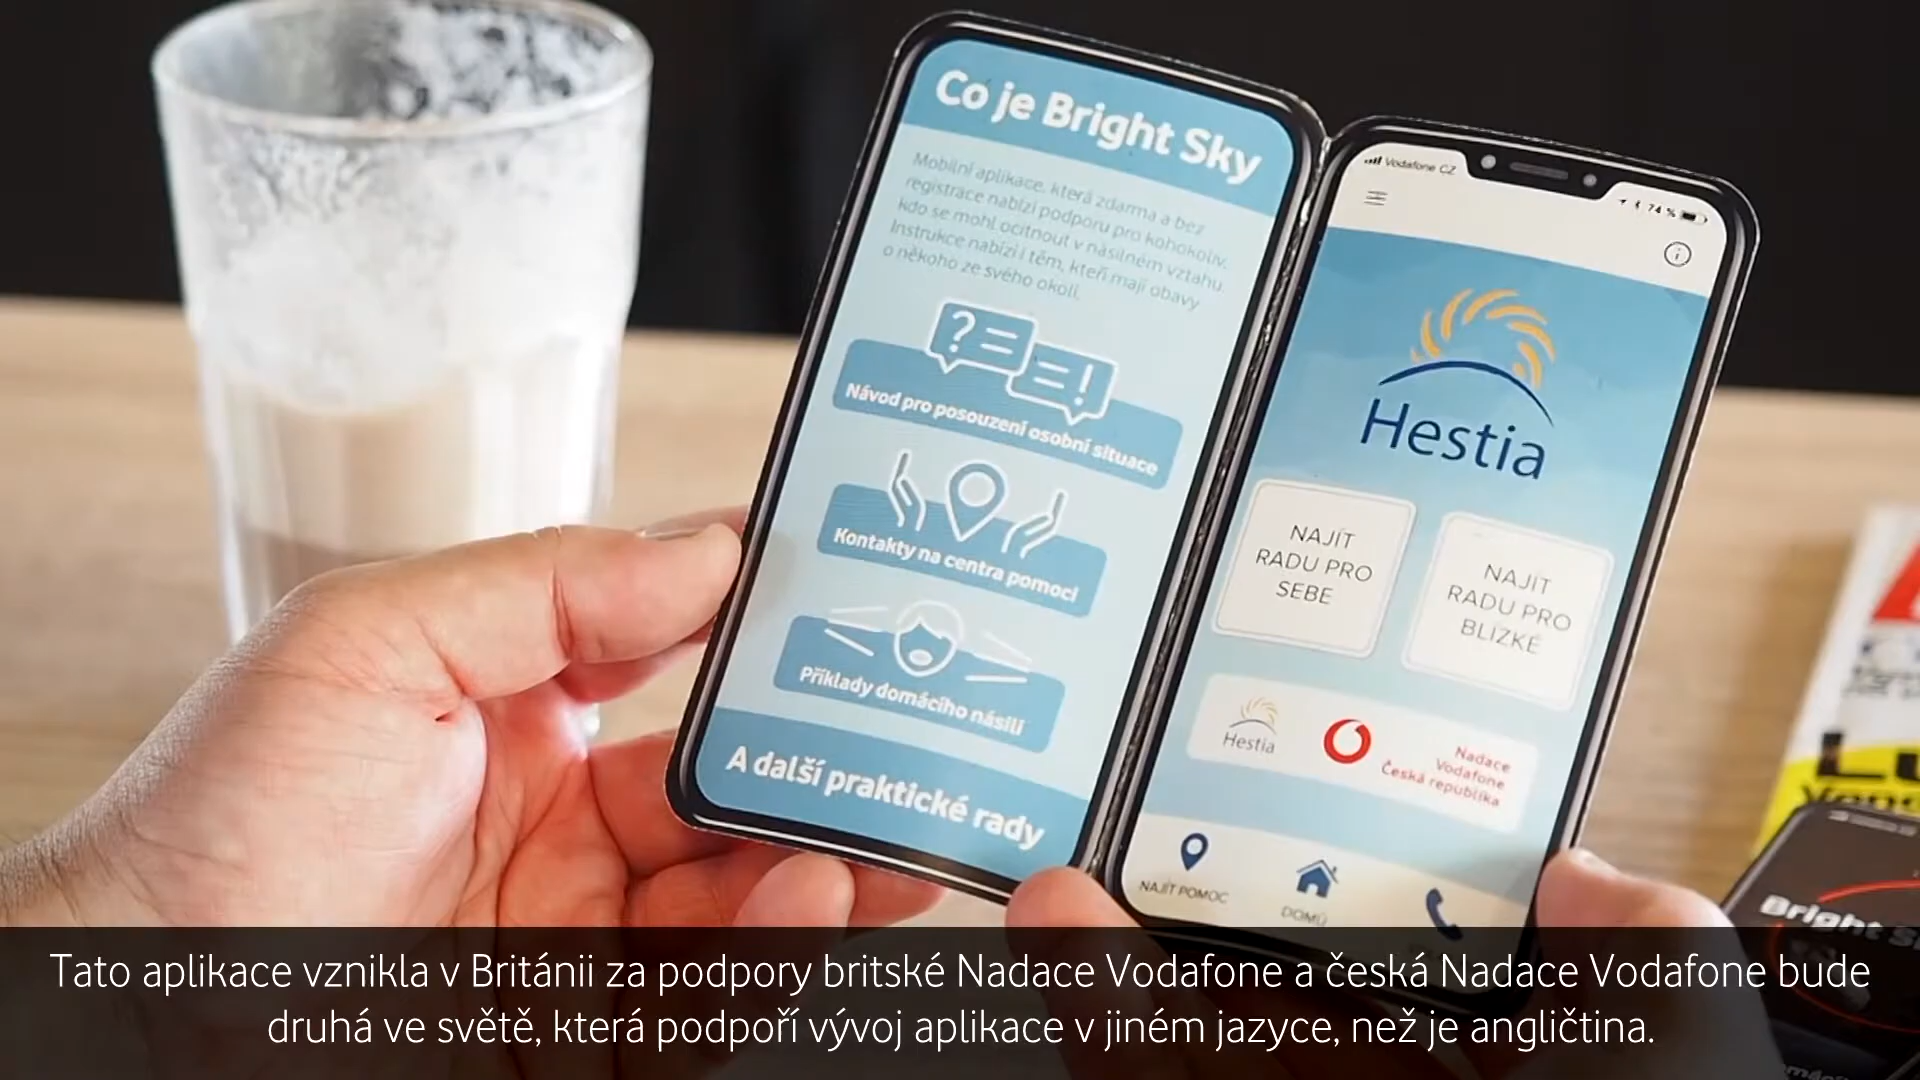 Co je Bright Sky
Mobilní aplikace, která zdarma a bez
registrace nabízí podporu pro kohokoliv,
kdo se mohl ocitnout v násilném vztahu.
Instrukce nabízí i těm, kteří mají obavy
o někoho ze svého okolí.
Návod pro posouzení osobní situace
Kontakty na centra pomoci
Příklady domácího násilí
A další praktické rady
Vodafone CZ
74 %
Hestia
NAJÍT
RADU PRO
SEBE
NAJÍT
RADU PRO
BLÍZKÉ
Hestia
Nadace
Vodafone
Česká republika
NAJÍT POMOC
DOMŮ
Bright
Tato aplikace vznikla v Británii za podpory britské Nadace Vodafone a česká Nadace Vodafone bude
druhá ve světě, která podpoří vývoj aplikace v jiném jazyce, než je angličtina.